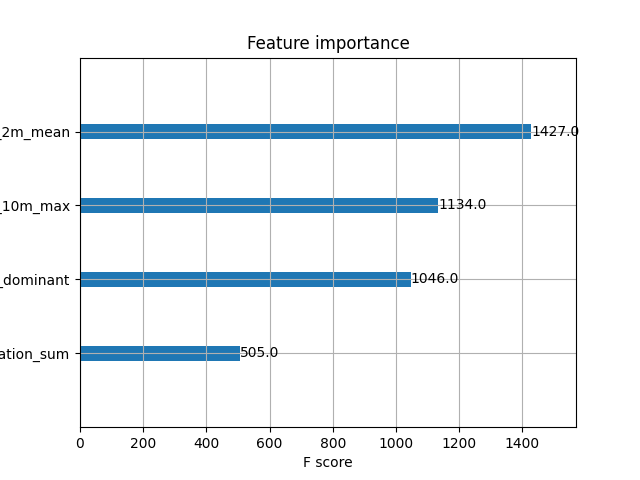 Feature importance
_2m_mean
1427.0
_10m_max
1134.0
_dominant
1046.0
ation_sum
505.0
0 200 400 600 800 1000 1200 1400
F score